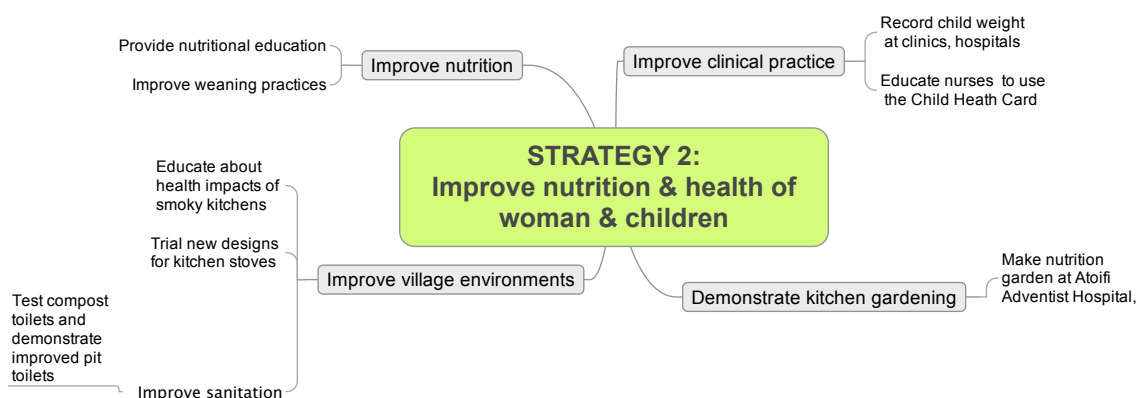 STRATEGY 2:
Improve nutrition & health of
woman & children
Improve nutrition
Provide nutritional education
Improve weaning practices
Improve clinical practice
Record child weight
at clinics, hospitals
Educate nurses to use
the Child Heath Card
Improve village environments
Educate about
health impacts of
smoky kitchens
Trial new designs
for kitchen stoves
Improve sanitation
Test compost
toilets and
demonstrate
improved pit
toilets
Demonstrate kitchen gardening
Make nutrition
garden at Atoifi
Adventist Hospital,